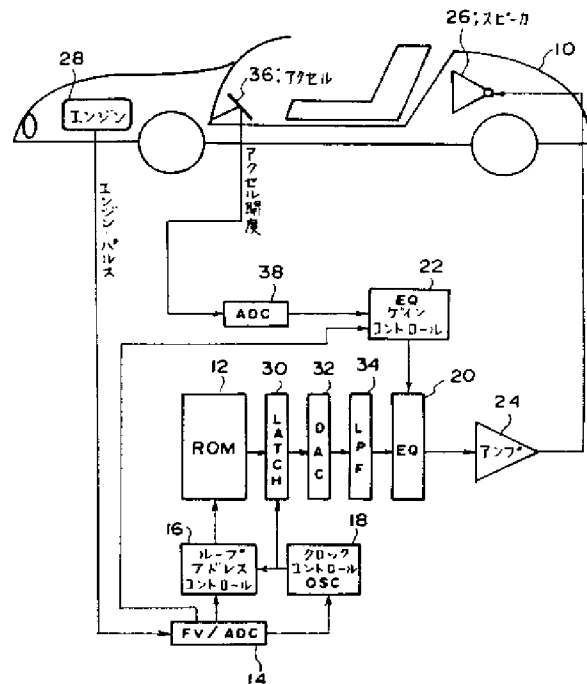 26;スピーカ
10
28
36;アクセル
エンジン
エンジン・パルス
アクセル開度
22
38
ADC
EQ
ゲイン
コントロール
12
30
32
34
20
24
ROM
LATCH
DAC
LPF
EQ
アンプ
16
18
ループ
アドレス
コントロール
クロック
コントロール
OSC
FV/ADC
14